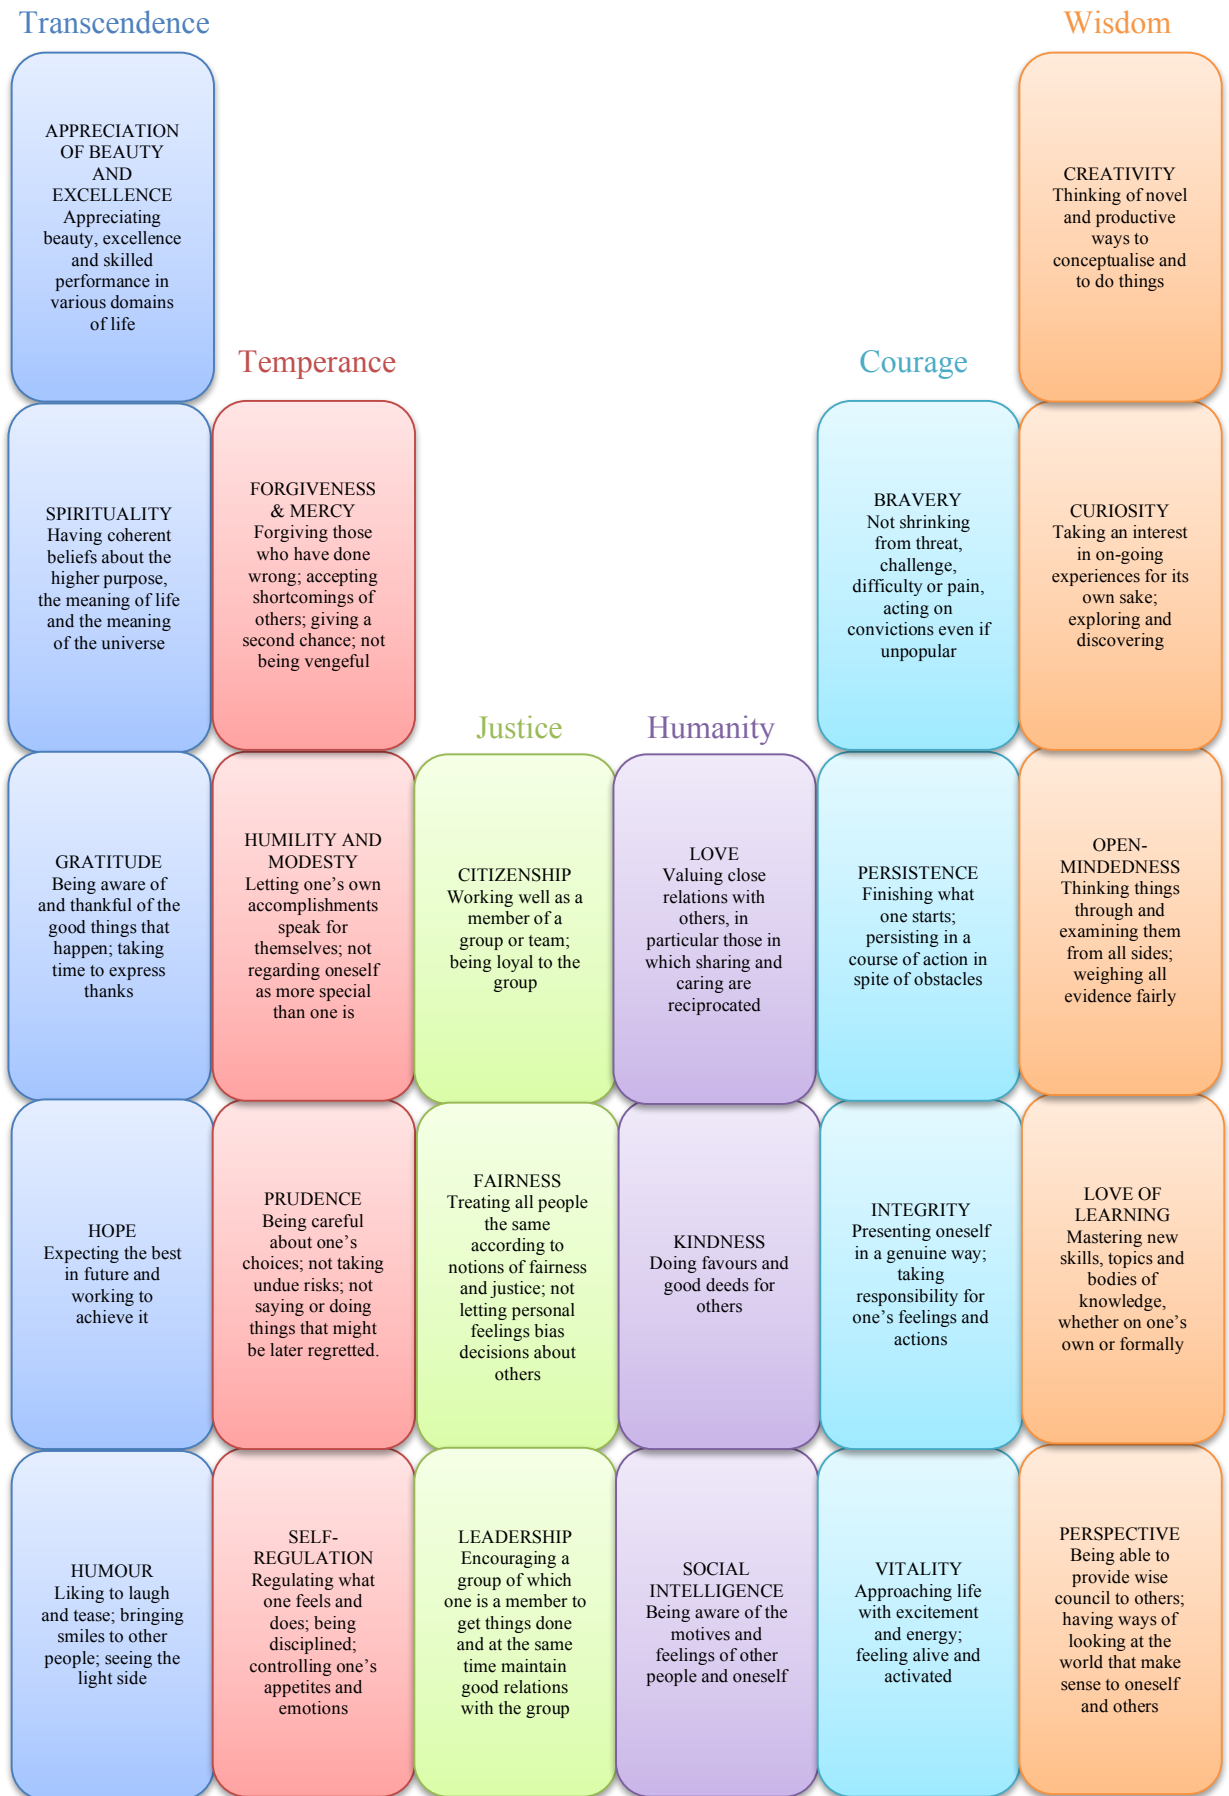 Transcendence
APPRECIATION
OF BEAUTY
AND
EXCELLENCE
Appreciating
beauty, excellence
and skilled
performance in
various domains
of life
SPIRITUALITY
Having coherent
beliefs about the
higher purpose,
the meaning of life
and the meaning
of the universe
GRATITUDE
Being aware of
and thankful of the
good things that
happen; taking
time to express
thanks
HOPE
Expecting the best
in future and
working to
achieve it
HUMOUR
Liking to laugh
and tease; bringing
smiles to other
people; seeing the
light side
Temperance
FORGIVENESS
& MERCY
Forgiving those
who have done
wrong; accepting
shortcomings of
others; giving a
second chance; not
being vengeful
HUMILITY AND
MODESTY
Letting one's own
accomplishments
speak for
themselves; not
regarding oneself
as more special
than one is
PRUDENCE
Being careful
about one's
choices; not taking
undue risks; not
saying or doing
things that might
be later regretted.
SELF-
REGULATION
Regulating what
one feels and
does; being
disciplined;
controlling one's
appetites and
emotions
Justice
CITIZENSHIP
Working well as a
member of a
group or team;
being loyal to the
group
FAIRNESS
Treating all people
the same
according to
notions of fairness
and justice; not
letting personal
feelings bias
decisions about
others
LEADERSHIP
Encouraging a
group of which
one is a member to
get things done
and at the same
time maintain
good relations
with the group
Humanity
LOVE
Valuing close
relations with
others, in
particular those in
which sharing and
caring are
reciprocated
KINDNESS
Doing favours and
good deeds for
others
SOCIAL
INTELLIGENCE
Being aware of the
motives and
feelings of other
people and oneself
Courage
BRAVERY
Not shrinking
from threat,
challenge,
difficulty or pain,
acting on
convictions even if
unpopular
PERSISTENCE
Finishing what
one starts;
persisting in a
course of action in
spite of obstacles
INTEGRITY
Presenting oneself
in a genuine way;
taking
responsibility for
one's feelings and
actions
VITALITY
Approaching life
with excitement
and energy;
feeling alive and
activated
Wisdom
CREATIVITY
Thinking of novel
and productive
ways to
conceptualise and
to do things
CURIOSITY
Taking an interest
in on-going
experiences for its
own sake;
exploring and
discovering
OPEN-
MINDEDNESS
Thinking things
through and
examining them
from all sides;
weighing all
evidence fairly
LOVE OF
LEARNING
Mastering new
skills, topics and
bodies of
knowledge,
whether on one's
own or formally
PERSPECTIVE
Being able to
provide wise
council to others;
having ways of
looking at the
world that make
sense to oneself
and others